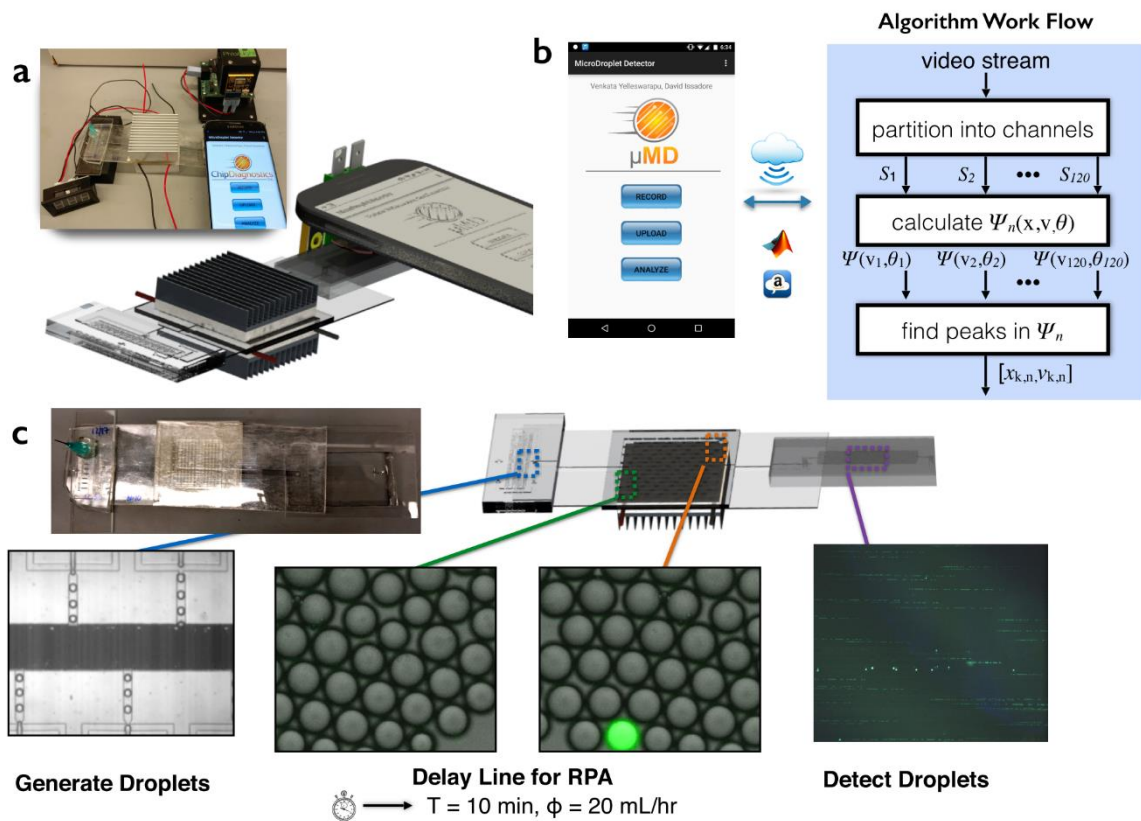 a
ChipDiagnostics
b
6:34
MicroDroplet Detector
Venkata Yelleswarapu, David Issadore
µMD
RECORD
UPLOAD
ANALYZE
a
Algorithm Work Flow
video stream
partition into channels
S1 S2 ••• S120
calculate Ψn(x,v,θ)
Ψ(v1,θ1) Ψ(v2,θ2) Ψ(v120,θ120)
•••
find peaks in Ψn
[xk,n,vk,n]
c
Generate Droplets
Delay Line for RPA
T = 10 min, ϕ = 20 mL/hr
Detect Droplets